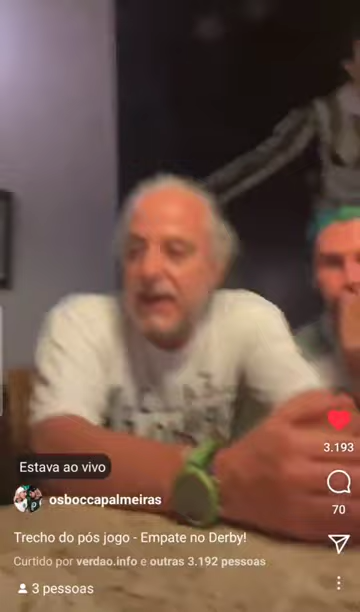 Estava ao vivo
3.193
osboccapalmeiras
70
Trecho do pós jogo - Empate no Derby!
Curtido por verdao.info e outras 3.192 pessoas
3 pessoas